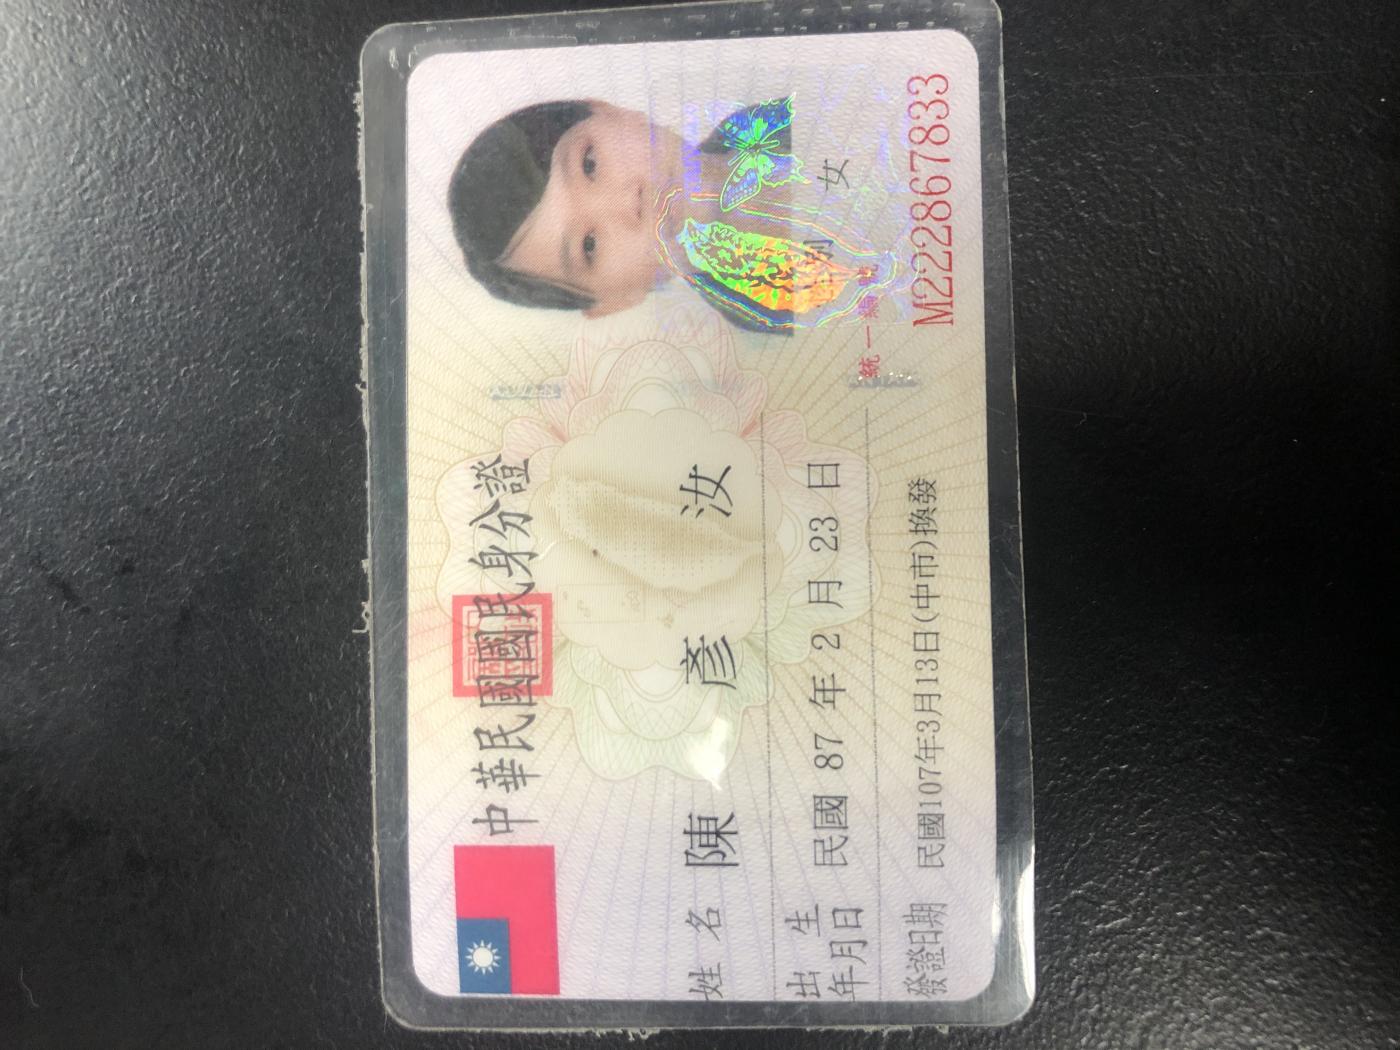 中華民國國民身分證
姓名 陳彥汝
出生年月日 民國 87 年 2 月 23 日
性別 女
發證日期 民國107年3月13日(中市)換發
統一編號
M222867833